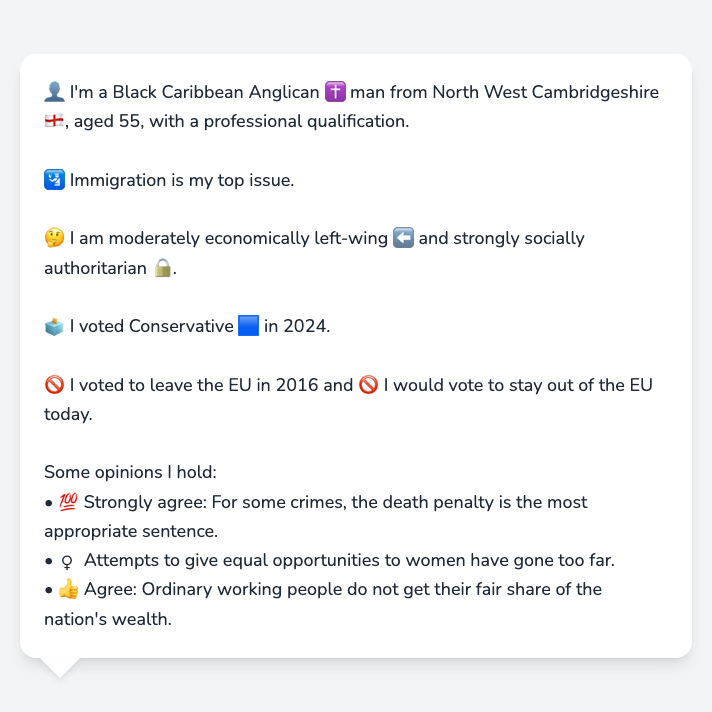 👤 I'm a Black Caribbean Anglican ✝️ man from North West Cambridgeshire
🏴󠁧󠁢󠁥󠁮󠁧󠁿, aged 55, with a professional qualification.
🛂 Immigration is my top issue.
🤔 I am moderately economically left-wing ⬅️ and strongly socially
authoritarian 🔒.
🗳️ I voted Conservative 🟦 in 2024.
🚫 I voted to leave the EU in 2016 and 🚫 I would vote to stay out of the EU
today.
Some opinions I hold:
• 💯 Strongly agree: For some crimes, the death penalty is the most
appropriate sentence.
• ♀ Attempts to give equal opportunities to women have gone too far.
• 👍 Agree: Ordinary working people do not get their fair share of the
nation's wealth.